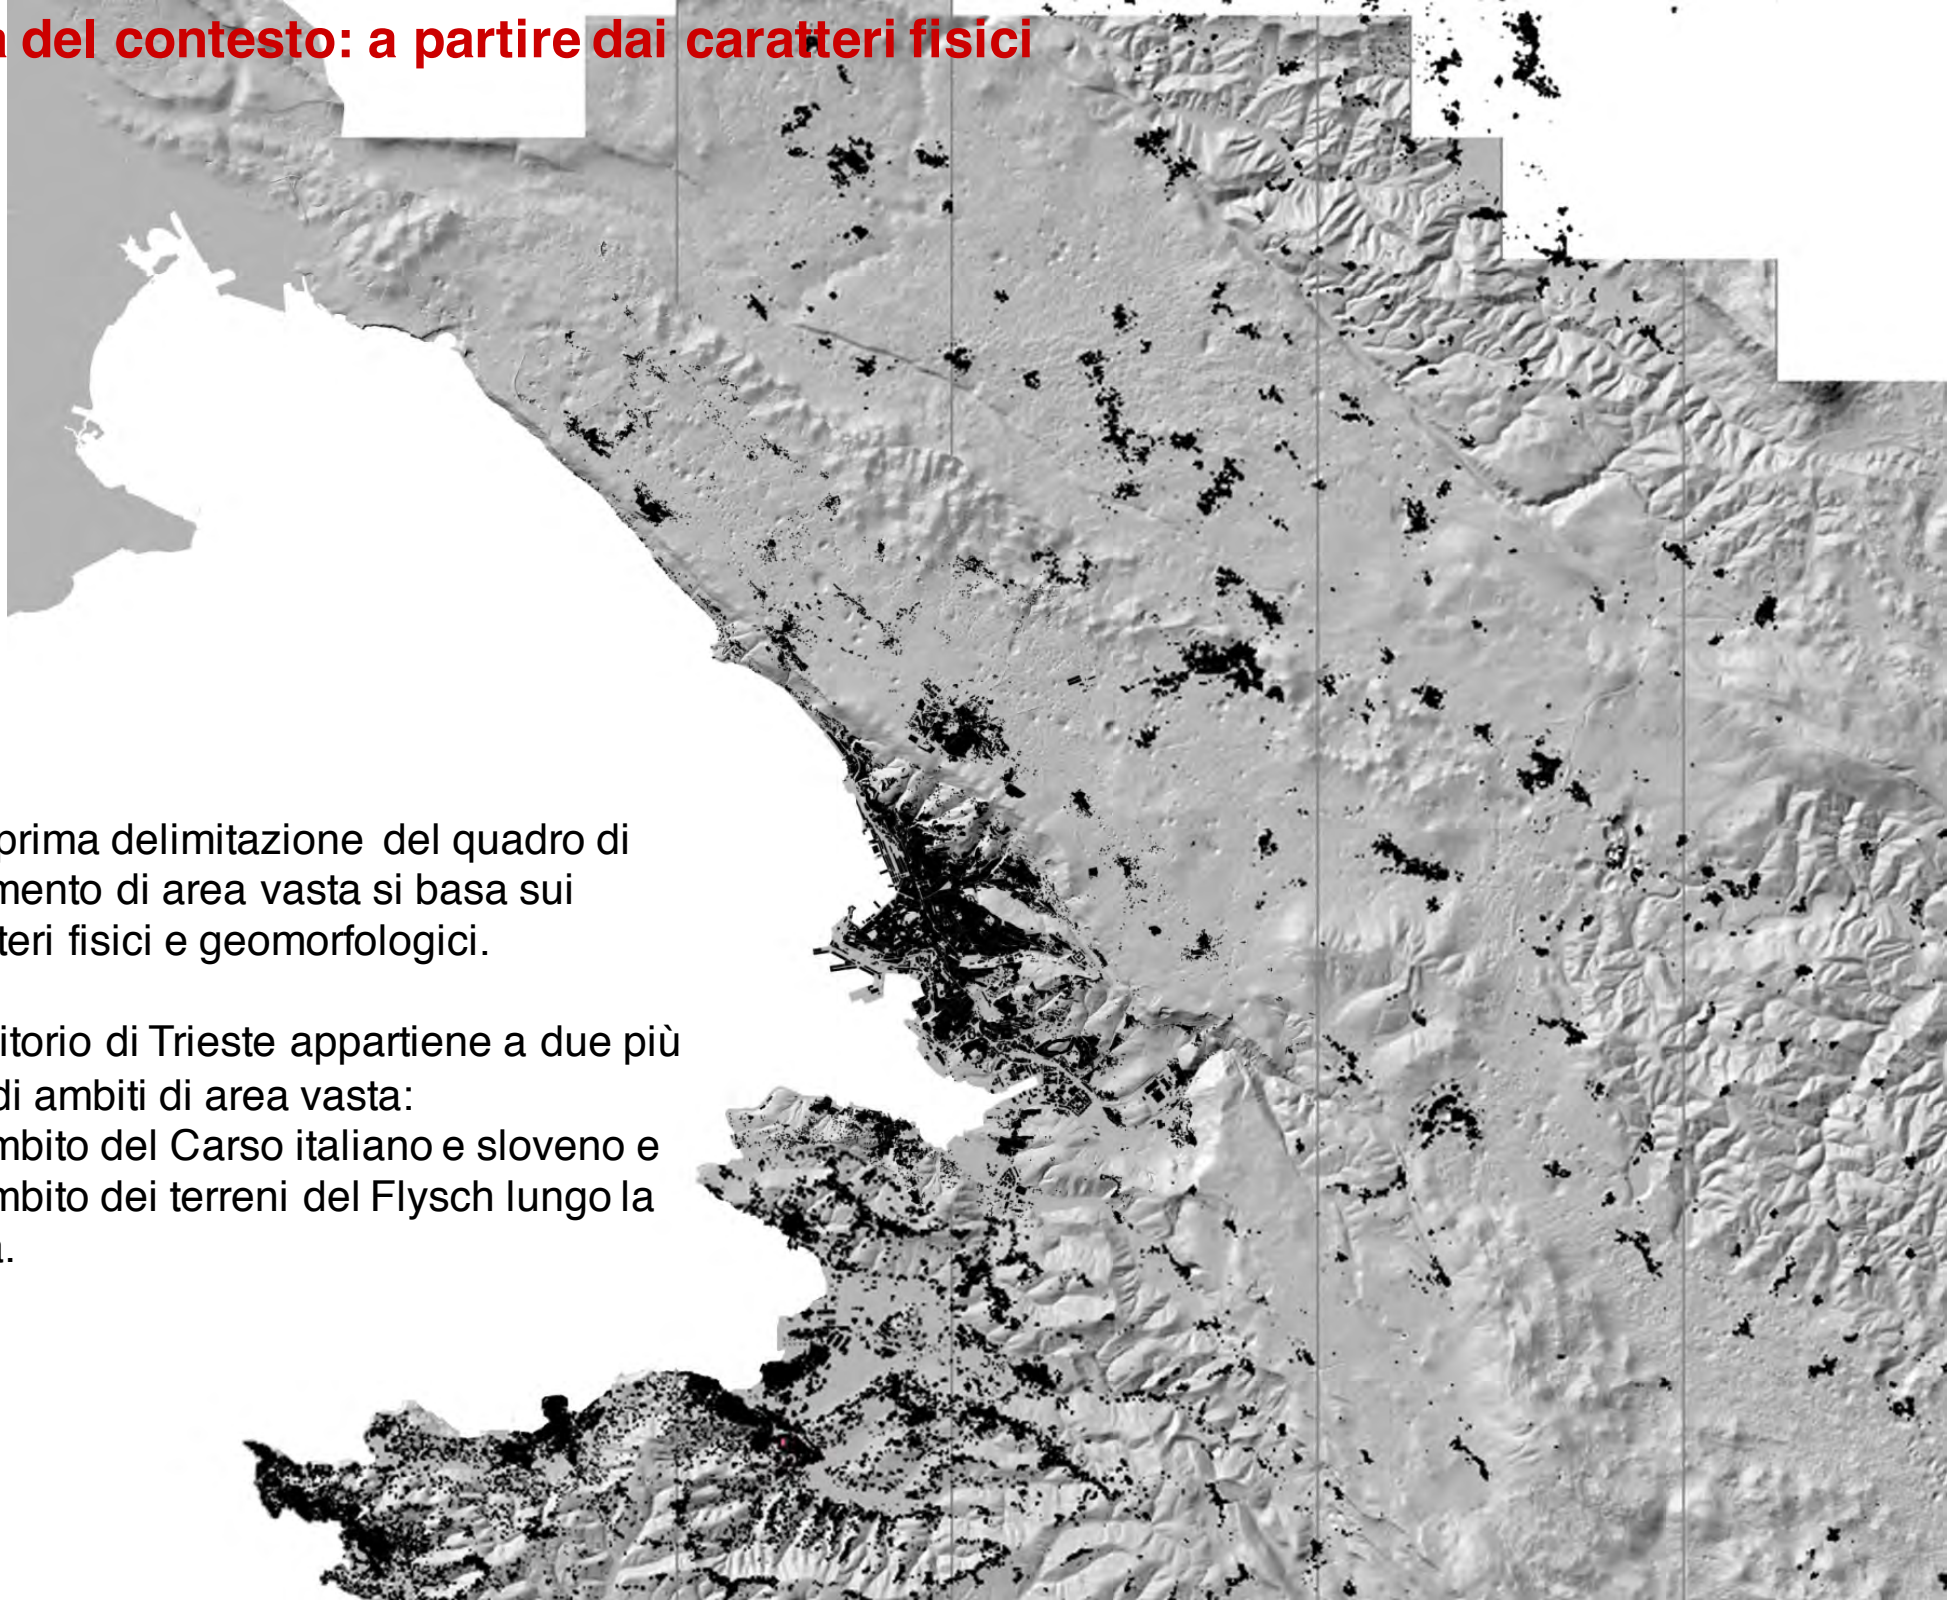 a del contesto: a partire dai caratteri fisici
prima delimitazione del quadro di
mento di area vasta si basa sui
teri fisici e geomorfologici.
itorio di Trieste appartiene a due più
di ambiti di area vasta:
mbito del Carso italiano e sloveno e
mbito dei terreni del Flysch lungo la
a.